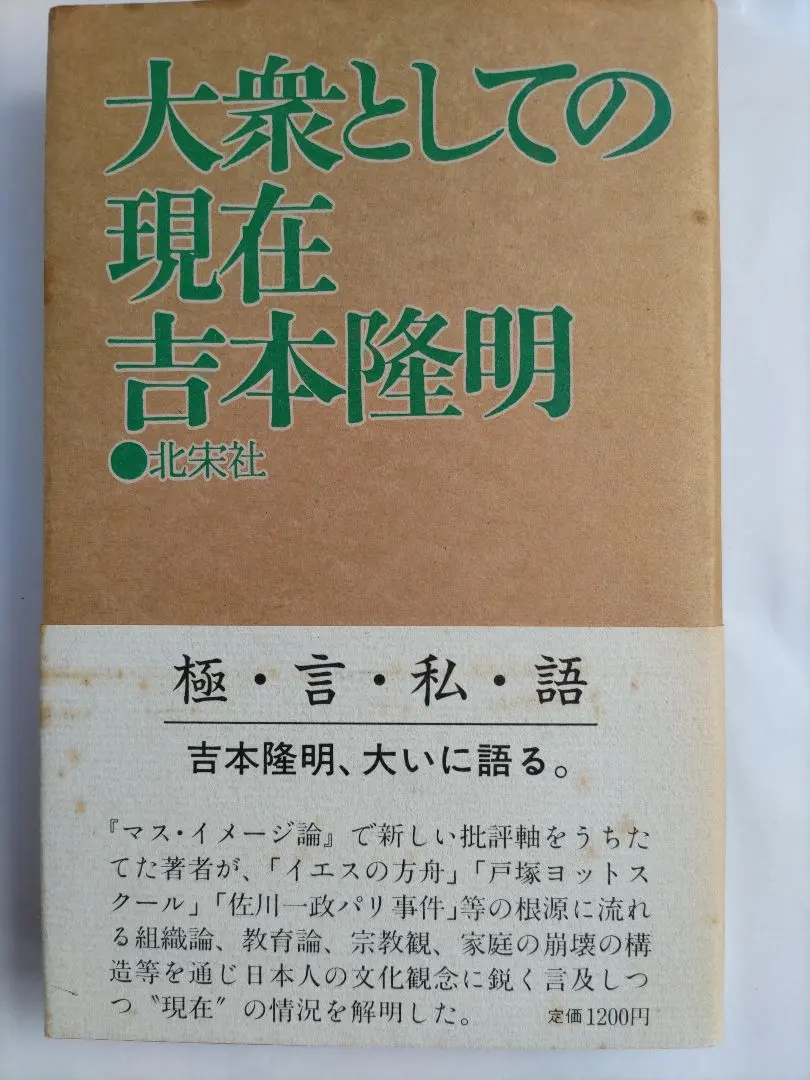 大衆としての
現在
吉本隆明
●北宋社
極・言・私・語
吉本隆明、大いに語る。
『マス・イメージ論』で新しい批評軸をうちた
てた著者が、「イエスの方舟」「戸塚ヨットス
クール」「佐川一政パリ事件」等の根源に流れ
る組織論、教育論、宗教観、家庭の崩壊の構
造等を通じ日本人の文化観念に鋭く言及しつ
つ〝現在〟の情況を解明した。 定価1200円